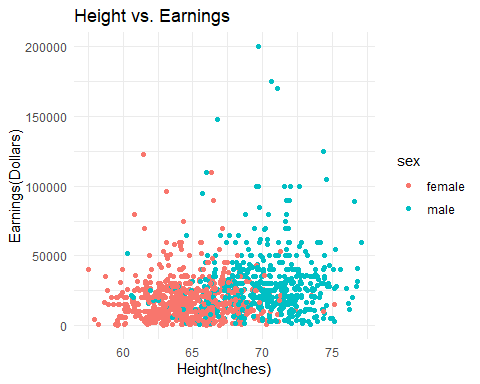 Height vs. Earnings
200000
150000
100000
50000
0
Earnings(Dollars)
60
65
70
75
Height(Inches)
sex
female
male